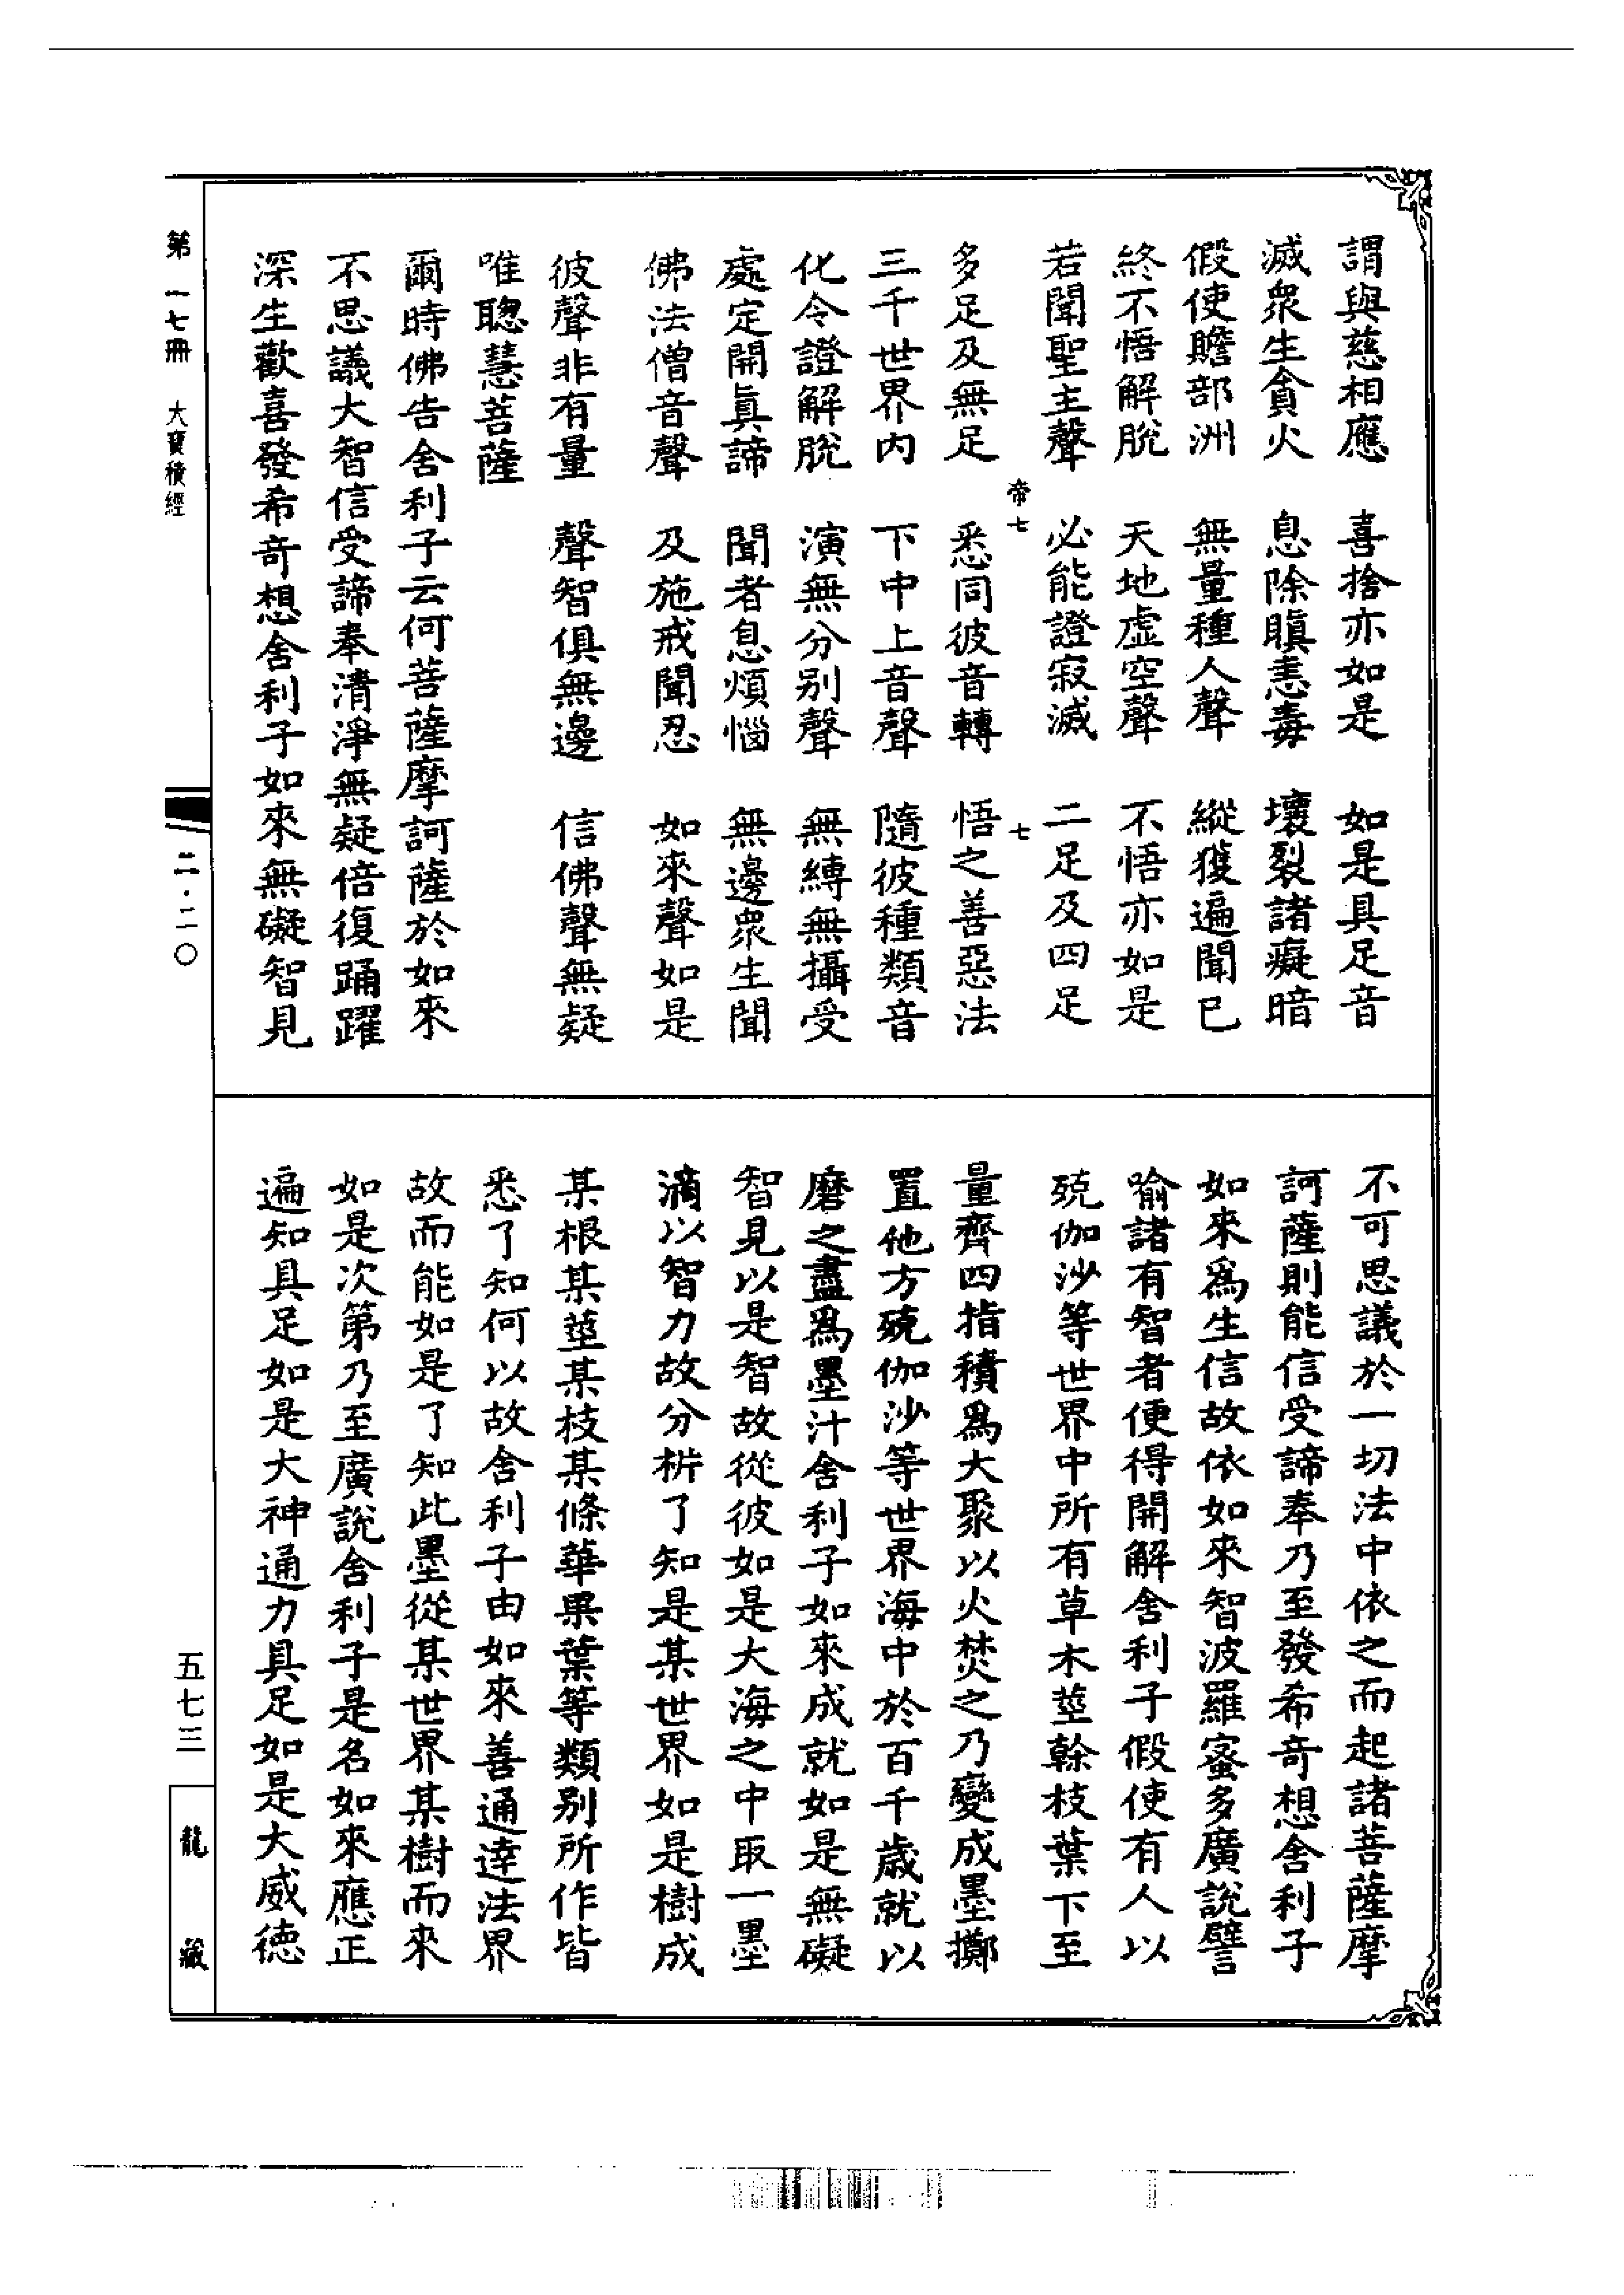 謂與慈相應　喜捨亦如是　如是具足音
滅衆生貪火　息除瞋恚毒　壞裂諸癡暗
假使贍部洲　無量種人聲　縱獲遍聞已
終不悟解脫　天地虛空聲　不悟亦如是
若聞聖主聲　必能證寂滅　二足及四足
帝七　七
多足及無足　悉同彼音轉　悟之善惡法
三千世界內　下中上音聲　隨彼種類音
化令證解脫　演無分別聲　無縛無攝受
處定開眞諦　聞者息煩惱　無邊衆生聞
佛法僧音聲　及施戒聞忍　如來聲如是
彼聲非有量　聲智俱無邊　信佛聲無疑
唯聰慧菩薩
爾時佛告舍利子云何菩薩摩訶薩於如來
不思議大智信受諦奉清淨無疑倍復踊躍
深生歡喜發希奇想舍利子如來無礙智見
不可思議於一切法中依之而起諸菩薩摩
訶薩則能信受諦奉乃至發希奇想舍利子
如來爲生信故依如來智波羅蜜多廣說譬
喻諸有智者便得開解舍利子假使有人以
殑伽沙等世界中所有草木莖榦枝葉下至
量齊四指積爲大聚以火焚之乃變成墨擲
置他方殑伽沙等世界海中於百千歲就以
磨之盡爲墨汁舍利子如來成就如是無礙
智見以是智故從彼如是大海之中取一墨
滴以智力故分析了知是某世界如是樹成
某根某莖某枝某條華果葉等類別所作皆
悉了知何以故舍利子由如來善通達法界
故而能如是了知此墨從某世界某樹而來
如是次第乃至廣說舍利子是名如來應正
遍知具足如是大神通力具足如是大威德
第一七冊　大寶積經
二·二〇
五七三
龍藏